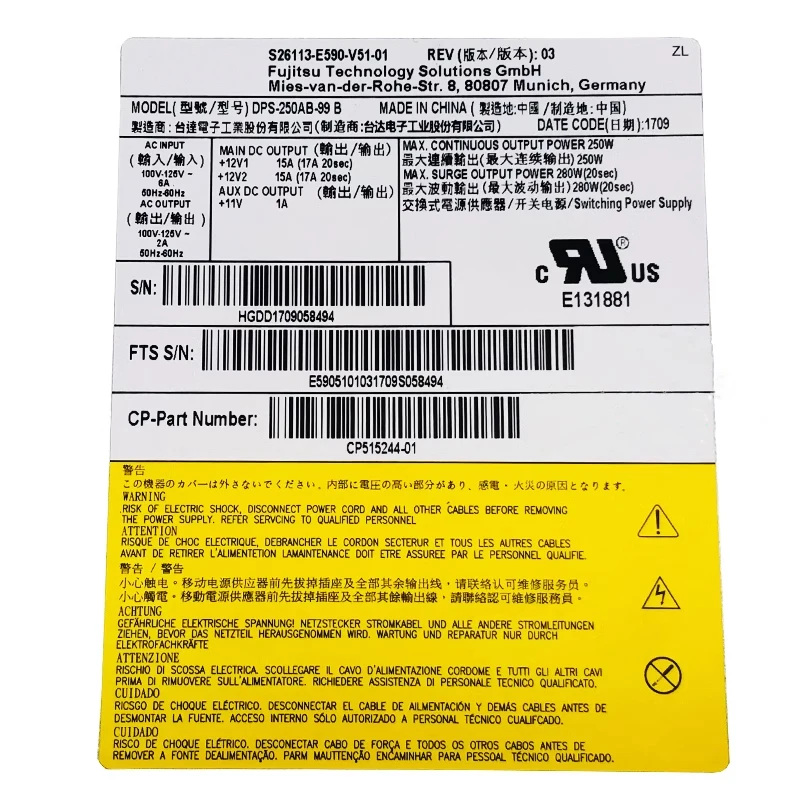 S26113-E590-V51-01 REV (版本/版本): 03 ZL
Fujitsu Technology Solutions GmbH
Mies-van-der-Rohe-Str. 8, 80807 Munich, Germany
MODEL(型號/型号) DPS-250AB-99 B MADE IN CHINA (製造地:中國/制造地:中国)
製造商:台達電子工業股份有限公司(制造商:台达电子工业股份有限公司) DATE CODE(日期):1709
AC INPUT
(輸入/输入)
100V-125V ~
6A
50Hz-60Hz
AC OUTPUT
(輸出/输出)
100V-125V ~
2A
50Hz-60Hz
MAIN DC OUTPUT (輸出/输出)
+12V1 15A (17A 20sec)
+12V2 15A (17A 20sec)
AUX DC OUTPUT (輸出/输出)
+11V 1A
MAX. CONTINUOUS OUTPUT POWER 250W
最大連續輸出(最大连续输出)250W
MAX. SURGE OUTPUT POWER 280W(20sec)
最大波動輸出(最大波动输出)280W(20sec)
交換式電源供應器/开关电源/Switching Power Supply
c RU ® US
E131881
S/N:
HGDD1709058494
FTS S/N:
E5905101031709S058494
CP-Part Number:
CP515244-01
警告
この機器のカバーは外さないでください。内部に電圧の高い部分があり、感電・火災の原因となります。
WARNING
RISK OF ELECTRIC SHOCK, DISCONNECT POWER CORD AND ALL OTHER CABLES BEFORE REMOVING
THE POWER SUPPLY. REFER SERVCING TO QUALIFIED PERSONNEL
ATTENTION
RISQUE DE CHOC ELECTRIQUE, DEBRANCHER LE CORDON SECTERUR ET TOUS LES AUTRES CABLES
AVANT DE RETIRER L'ALIMENTETION LAMAINTENANCE DOIT ETRE ASSUREE PAR LE PERSONNEL QUALIFIE.
警告 / 警告
小心触电。移动电源供应器前先拔掉插座及全部其余输出线,请联络认可维修服务员。
小心觸電。移動電源供應器前先拔掉插座及全部其餘輸出線,請聯絡認可維修服務員。
ACHTUNG
GEFÄHRLICHE ELEKTRISCHE SPANNUNG! NETZSTECKER STROMKABEL UND ALLE ANDERE STROMLEITUNGEN
ZIEHEN, BEVOR DAS NETZTEIL HERAUSGENOMMEN WIRD. WARTUNG UND REPARATUR NUR DURCH
ELEKTROFACHKRÄFTE
ATTENZIONE
RISCHIO DI SCOSSA ELECTRICA. SCOLLEGARE IL CAVO D'ALIMENTAZIONE CORDOME E TUTTI GLI ALTRI CAVI
PRIMA DI RIMUOVERE SULL'ALIMENTATORE. RICHIEDERE ASSISTENZA DI PERSONALE TECNICO QUALIFICATO.
CUIDADO
RICSGO DE CHOQUE ELÉCTRICO. DESCONNECTAR EL CABLE DE AILMENTACIÓN Y DEMÁS CABLES ANTES DE
DESMONTAR LA FUENTE. ACCESO INTERNO SÓLO AUTORIZADO A PERSONAL TÉCNICO CUALIFCADO.
CUIDADO
RISCO DE CHOQUE ELÉTRICO. DESCONNECTAR CABO DE FORÇA E TODOS OS OTROS CABOS ANTES DE
REMOVER A FONTE DEALIMENTAÇÃO. PARM MAUTTENÇÃO ENCAMINHAR PARA PESSOAL TÉCNICO QUALIFICADO.